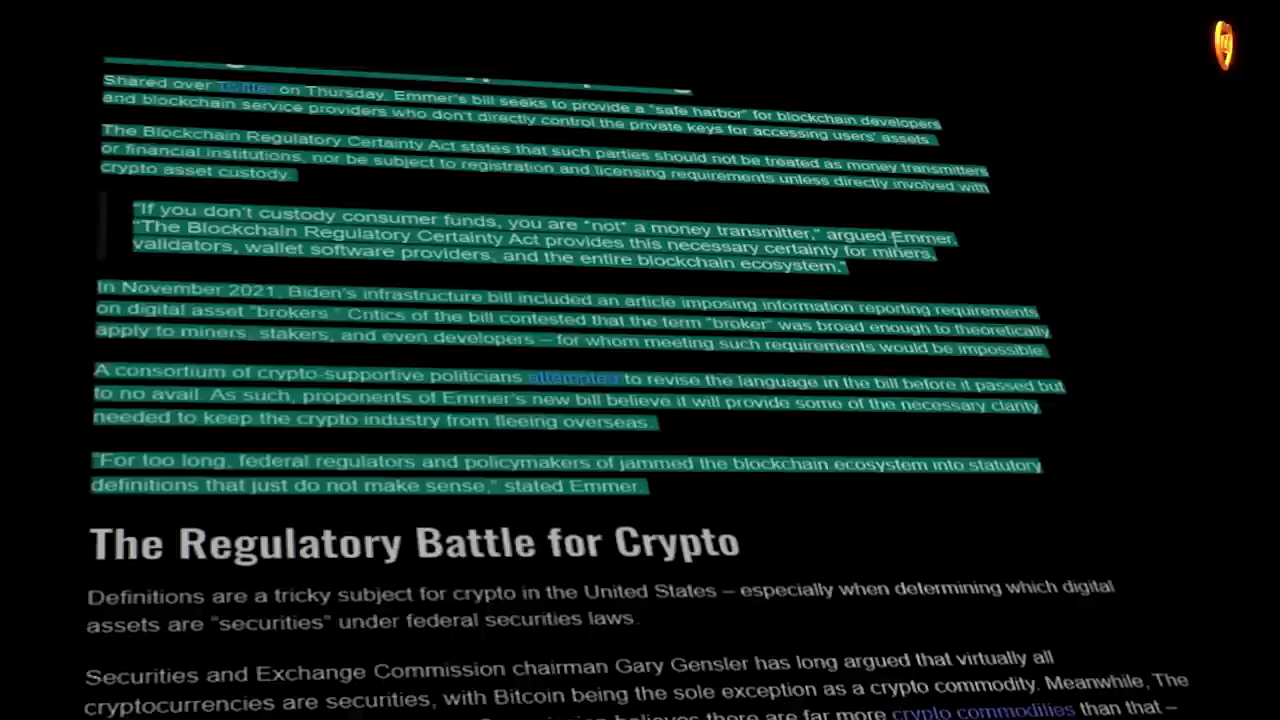 Shared over Twitter on Thursday, Emmer's bill seeks to provide a "safe harbor" for blockchain developers
and blockchain service providers who don't directly control the private keys for accessing users' assets.
The Blockchain Regulatory Certainty Act states that such parties should not be treated as money transmitters
or financial institutions, nor be subject to registration and licensing requirements unless directly involved with
crypto asset custody.
"If you don't custody consumer funds, you are *not* a money transmitter," argued Emmer.
"The Blockchain Regulatory Certainty Act provides this necessary certainty for miners,
validators, wallet software providers, and the entire blockchain ecosystem."
In November 2021, Biden's infrastructure bill included an article imposing information reporting requirements
on digital asset "brokers." Critics of the bill contested that the term "broker" was broad enough to theoretically
apply to miners, stakers, and even developers – for whom meeting such requirements would be impossible.
A consortium of crypto-supportive politicians attempted to revise the language in the bill before it passed but
to no avail. As such, proponents of Emmer's new bill believe it will provide some of the necessary clarity
needed to keep the crypto industry from fleeing overseas.
"For too long, federal regulators and policymakers of jammed the blockchain ecosystem into statutory
definitions that just do not make sense," stated Emmer.
The Regulatory Battle for Crypto
Definitions are a tricky subject for crypto in the United States – especially when determining which digital
assets are "securities" under federal securities laws.
Securities and Exchange Commission chairman Gary Gensler has long argued that virtually all
cryptocurrencies are securities, with Bitcoin being the sole exception as a crypto commodity. Meanwhile, The
Commission believes there are far more crypto commodities than that –